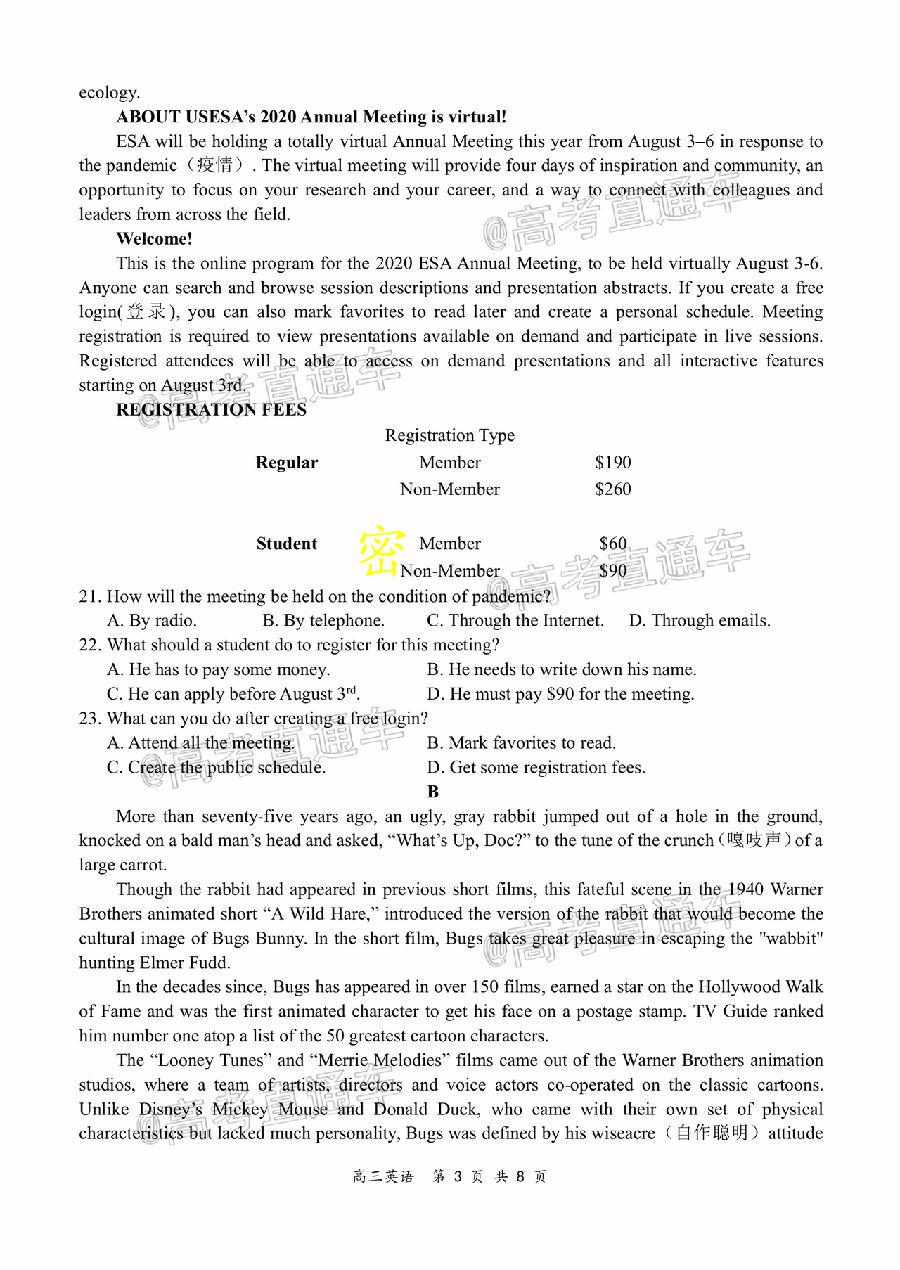 ecology.
ABOUT USESA's 2020 Annual Meeting is virtual!
ESA will be holding a totally virtual Annual Meeting this year from August 3–6 in response to
the pandemic（疫情）. The virtual meeting will provide four days of inspiration and community, an
opportunity to focus on your research and your career, and a way to connect with colleagues and
leaders from across the field.
@高考直通车
Welcome!
This is the online program for the 2020 ESA Annual Meeting, to be held virtually August 3-6.
Anyone can search and browse session descriptions and presentation abstracts. If you create a free
login(登录), you can also mark favorites to read later and create a personal schedule. Meeting
registration is required to view presentations available on demand and participate in live sessions.
Registered attendees will be able to access on demand presentations and all interactive features
starting on August 3rd.
@高考直通车
REGISTRATION FEES
Registration Type
Regular Member $190
Non-Member $260
Student 密 Member $60
Non-Member $90
@高考直通车
21. How will the meeting be held on the condition of pandemic?
A. By radio. B. By telephone. C. Through the Internet. D. Through emails.
22. What should a student do to register for this meeting?
A. He has to pay some money. B. He needs to write down his name.
C. He can apply before August 3rd. D. He must pay $90 for the meeting.
23. What can you do after creating a free login?
A. Attend all the meeting. B. Mark favorites to read.
C. Create the public schedule. D. Get some registration fees.
@高考直通车
B
More than seventy-five years ago, an ugly, gray rabbit jumped out of a hole in the ground,
knocked on a bald man's head and asked, “What's Up, Doc?” to the tune of the crunch（嘎吱声）of a
large carrot.
Though the rabbit had appeared in previous short films, this fateful scene in the 1940 Warner
Brothers animated short “A Wild Hare,” introduced the version of the rabbit that would become the
cultural image of Bugs Bunny. In the short film, Bugs takes great pleasure in escaping the "wabbit"
hunting Elmer Fudd.
@高考直通车
In the decades since, Bugs has appeared in over 150 films, earned a star on the Hollywood Walk
of Fame and was the first animated character to get his face on a postage stamp. TV Guide ranked
him number one atop a list of the 50 greatest cartoon characters.
The “Looney Tunes” and “Merrie Melodies” films came out of the Warner Brothers animation
studios, where a team of artists, directors and voice actors co-operated on the classic cartoons.
Unlike Disney's Mickey Mouse and Donald Duck, who came with their own set of physical
characteristics but lacked much personality, Bugs was defined by his wiseacre（自作聪明）attitude
@高考直通车
高三英语 第 3 页 共 8 页